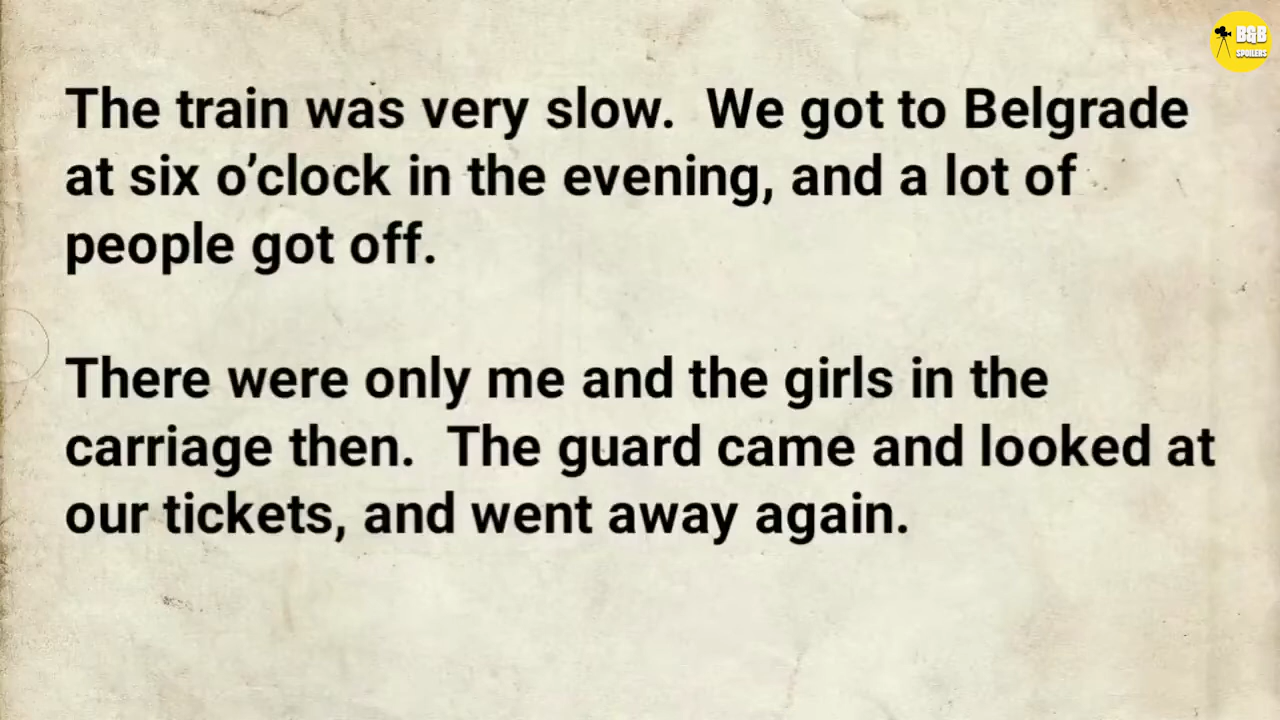 B&B
SPOILERS
The train was very slow.  We got to Belgrade
at six o’clock in the evening, and a lot of
people got off.
There were only me and the girls in the
carriage then.  The guard came and looked at
our tickets, and went away again.